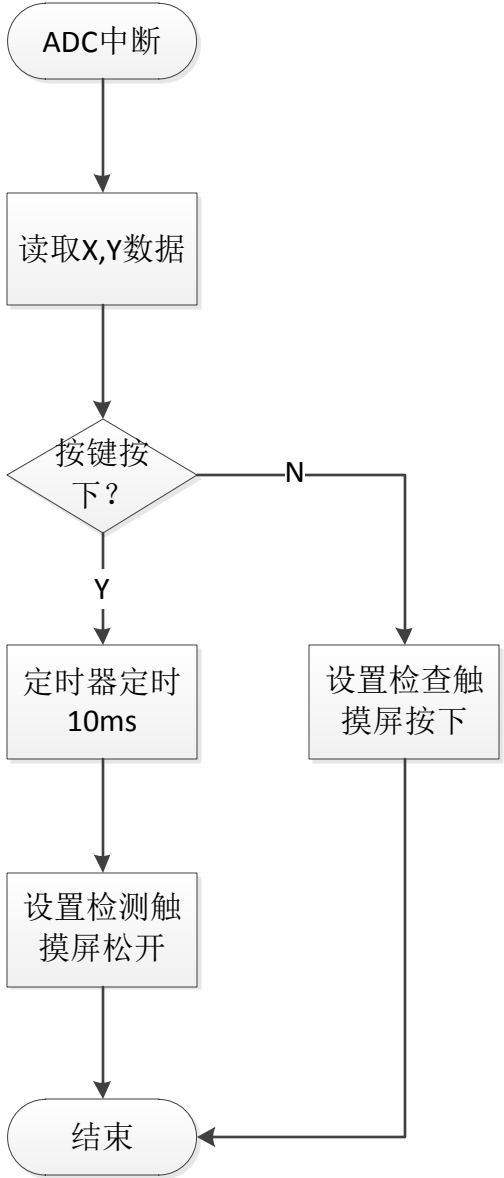 ADC中断
读取X,Y数据
按键按
下？
N
Y
定时器定时
10ms
设置检查触
摸屏按下
设置检测触
摸屏松开
结束